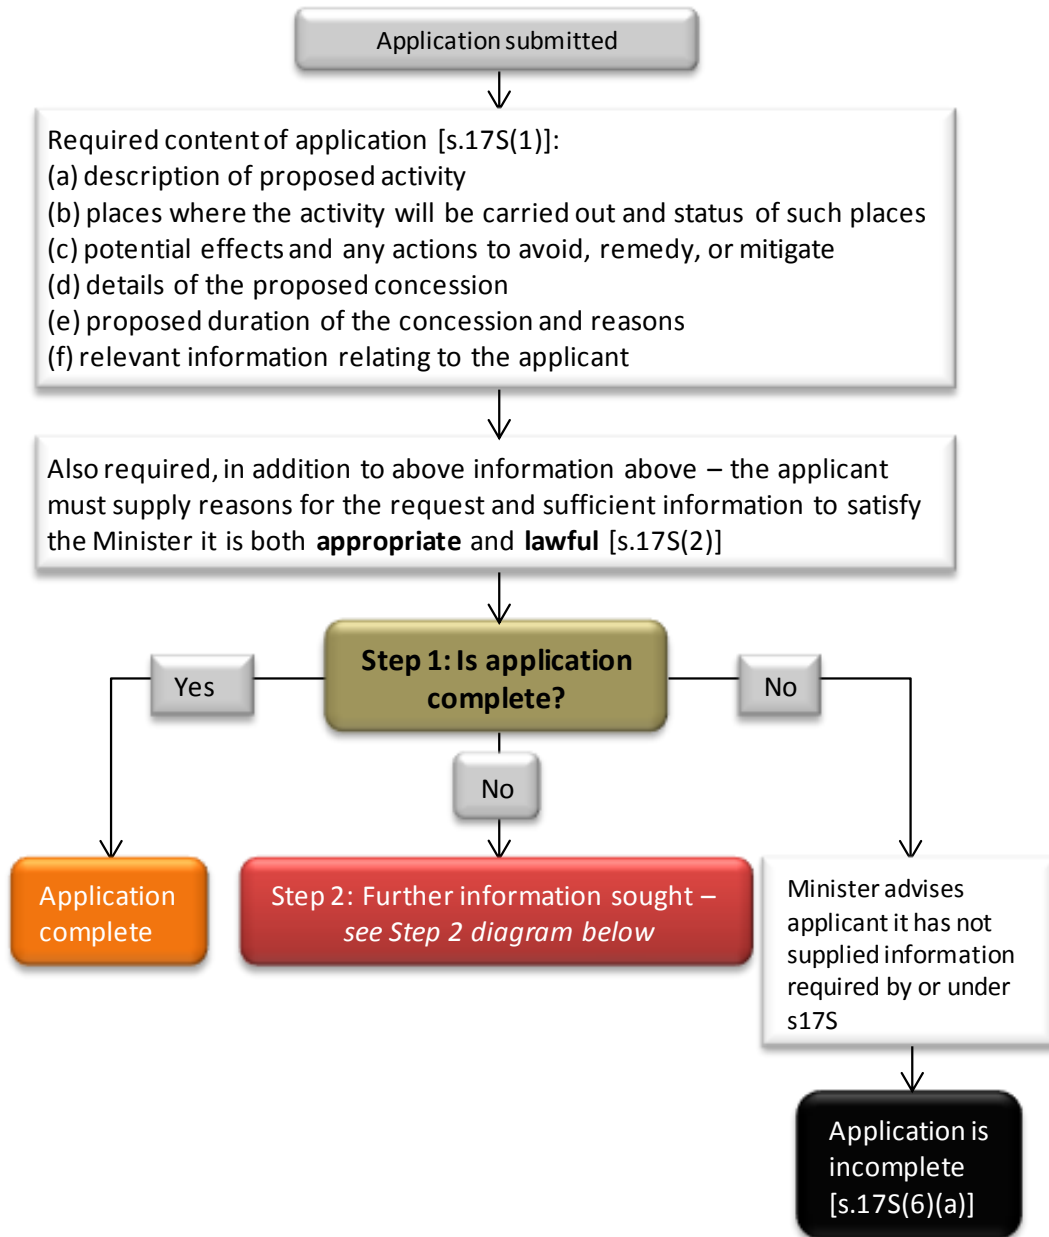 Application submitted
Required content of application [s.17S(1)]:
(a) description of proposed activity
(b) places where the activity will be carried out and status of such places
(c) potential effects and any actions to avoid, remedy, or mitigate
(d) details of the proposed concession
(e) proposed duration of the concession and reasons
(f) relevant information relating to the applicant
Also required, in addition to above information above – the applicant
must supply reasons for the request and sufficient information to satisfy
the Minister it is both appropriate and lawful [s.17S(2)]
Step 1: Is application
complete?
Yes
No
No
Application
complete
Step 2: Further information sought –
see Step 2 diagram below
Minister advises
applicant it has not
supplied information
required by or under
s17S
Application is
incomplete
[s.17S(6)(a)]